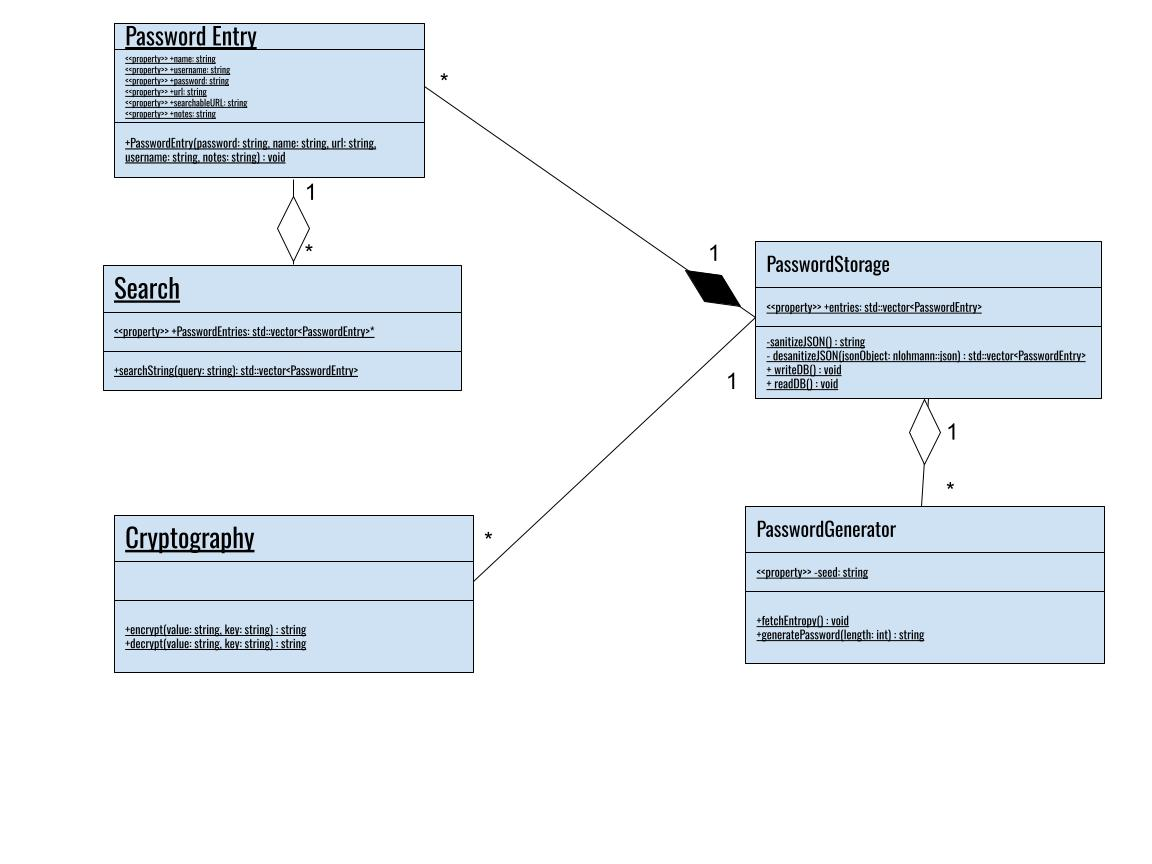 Password Entry
<<property>> +name: string
<<property>> +username: string
<<property>> +password: string
<<property>> +url: string
<<property>> +searchableURL: string
<<property>> +notes: string
+PasswordEntry(password: string, name: string, url: string,
username: string, notes: string) : void
*
1
*
Search
<<property>> +PasswordEntries: std::vector<PasswordEntry>*
+searchString(query: string): std::vector<PasswordEntry>
1
PasswordStorage
<<property>> +entries: std::vector<PasswordEntry>
-sanitizeJSON() : string
- desanitizeJSON(jsonObject: nlohmann::json) : std::vector<PasswordEntry>
+ writeDB() : void
+ readDB() : void
1
1
*
Cryptography
+encrypt(value: string, key: string) : string
+decrypt(value: string, key: string) : string
*
PasswordGenerator
<<property>> -seed: string
+fetchEntropy() : void
+generatePassword(length: int) : string